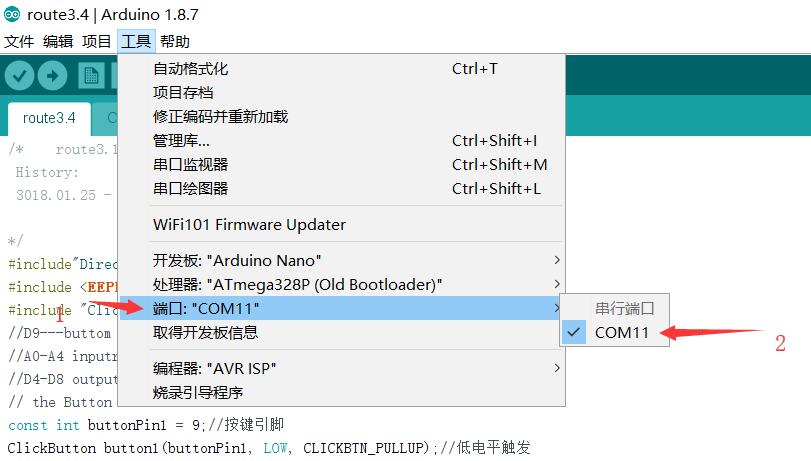 route3.4 | Arduino 1.8.7
文件 编辑 项目 工具 帮助
自动格式化 Ctrl+T
项目存档
修正编码并重新加载
管理库... Ctrl+Shift+I
串口监视器 Ctrl+Shift+M
串口绘图器 Ctrl+Shift+L
WiFi101 Firmware Updater
开发板: "Arduino Nano"
处理器: "ATmega328P (Old Bootloader)"
端口: "COM11"
取得开发板信息
编程器: "AVR ISP"
烧录引导程序
串行端口
COM11
1
2
route3.4
/* route3.1
History:
3018.01.25 -
*/
#include"Direc
#include <EEP
#include "Cli
//D9---buttom
//A0-A4 input
//D4-D8 output
// the Button
const int buttonPin1 = 9;//按键引脚
ClickButton button1(buttonPin1, LOW, CLICKBTN_PULLUP);//低电平触发